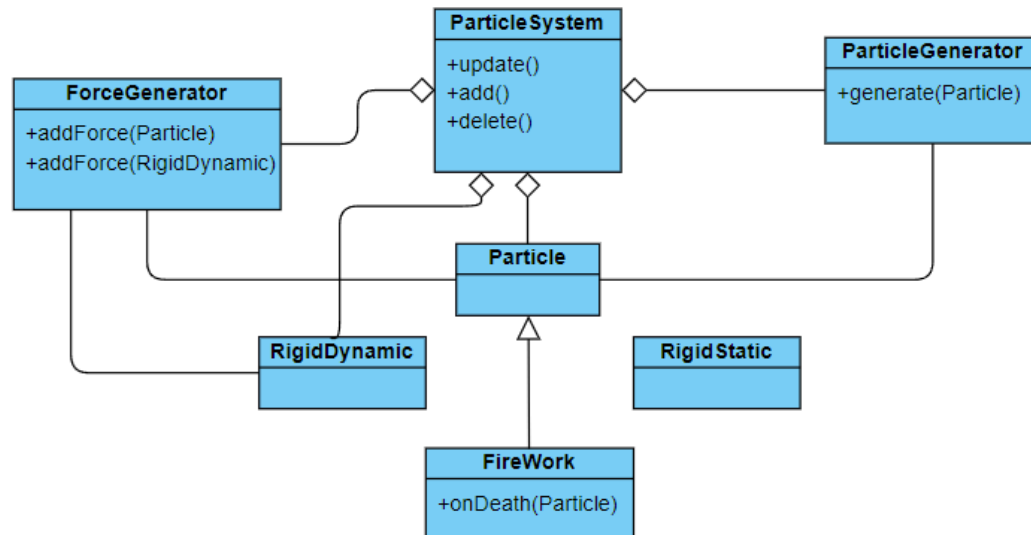 ParticleSystem
+update()
+add()
+delete()
ParticleGenerator
+generate(Particle)
ForceGenerator
+addForce(Particle)
+addForce(RigidDynamic)
Particle
RigidDynamic
RigidStatic
FireWork
+onDeath(Particle)